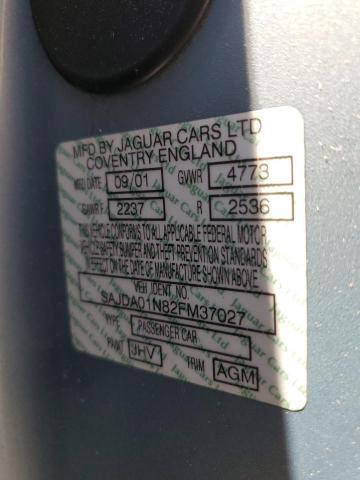 MFD BY JAGUAR CARS LTD
COVENTRY ENGLAND
MFD DATE 09/01 GVWR 4773
GAWR F 2237 R 2536
THIS VEHICLE CONFORMS TO ALL APPLICABLE FEDERAL MOTOR
VEHICLE SAFETY BUMPER AND THEFT PREVENTION STANDARDS
IN EFFECT ON THE DATE OF MANUFACTURE SHOWN ABOVE
VEH IDENT NO.
SAJDA01N82FM37027
TYPE PASSENGER CAR
PAINT JHV TRIM AGM